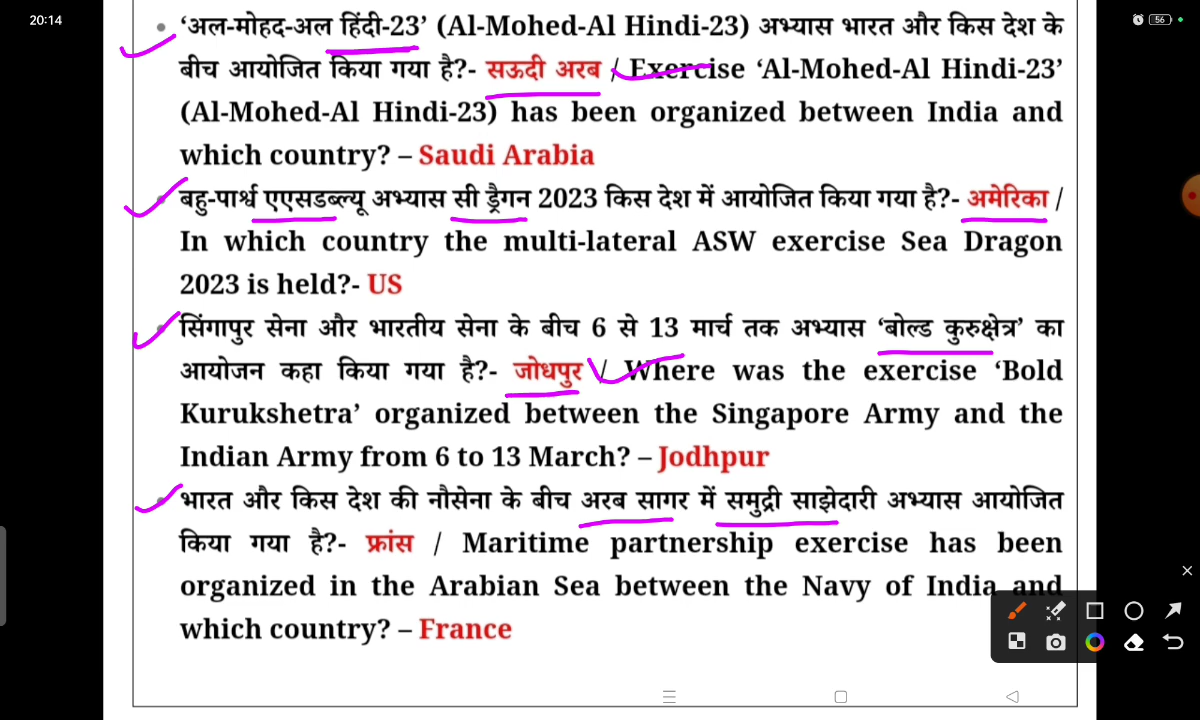 20:14
56
• ‘अल-मोहद-अल हिंदी-23’ (Al-Mohed-Al Hindi-23) अभ्यास भारत और किस देश के
बीच आयोजित किया गया है?- सऊदी अरब / Exercise ‘Al-Mohed-Al Hindi-23’
(Al-Mohed-Al Hindi-23) has been organized between India and
which country? – Saudi Arabia
• बहु-पार्श्व एएसडब्ल्यू अभ्यास सी ड्रैगन 2023 किस देश में आयोजित किया गया है?- अमेरिका /
In which country the multi-lateral ASW exercise Sea Dragon
2023 is held?- US
• सिंगापुर सेना और भारतीय सेना के बीच 6 से 13 मार्च तक अभ्यास ‘बोल्ड कुरुक्षेत्र’ का
आयोजन कहा किया गया है?- जोधपुर / Where was the exercise ‘Bold
Kurukshetra’ organized between the Singapore Army and the
Indian Army from 6 to 13 March? – Jodhpur
• भारत और किस देश की नौसेना के बीच अरब सागर में समुद्री साझेदारी अभ्यास आयोजित
किया गया है?- फ्रांस / Maritime partnership exercise has been
organized in the Arabian Sea between the Navy of India and
which country? – France